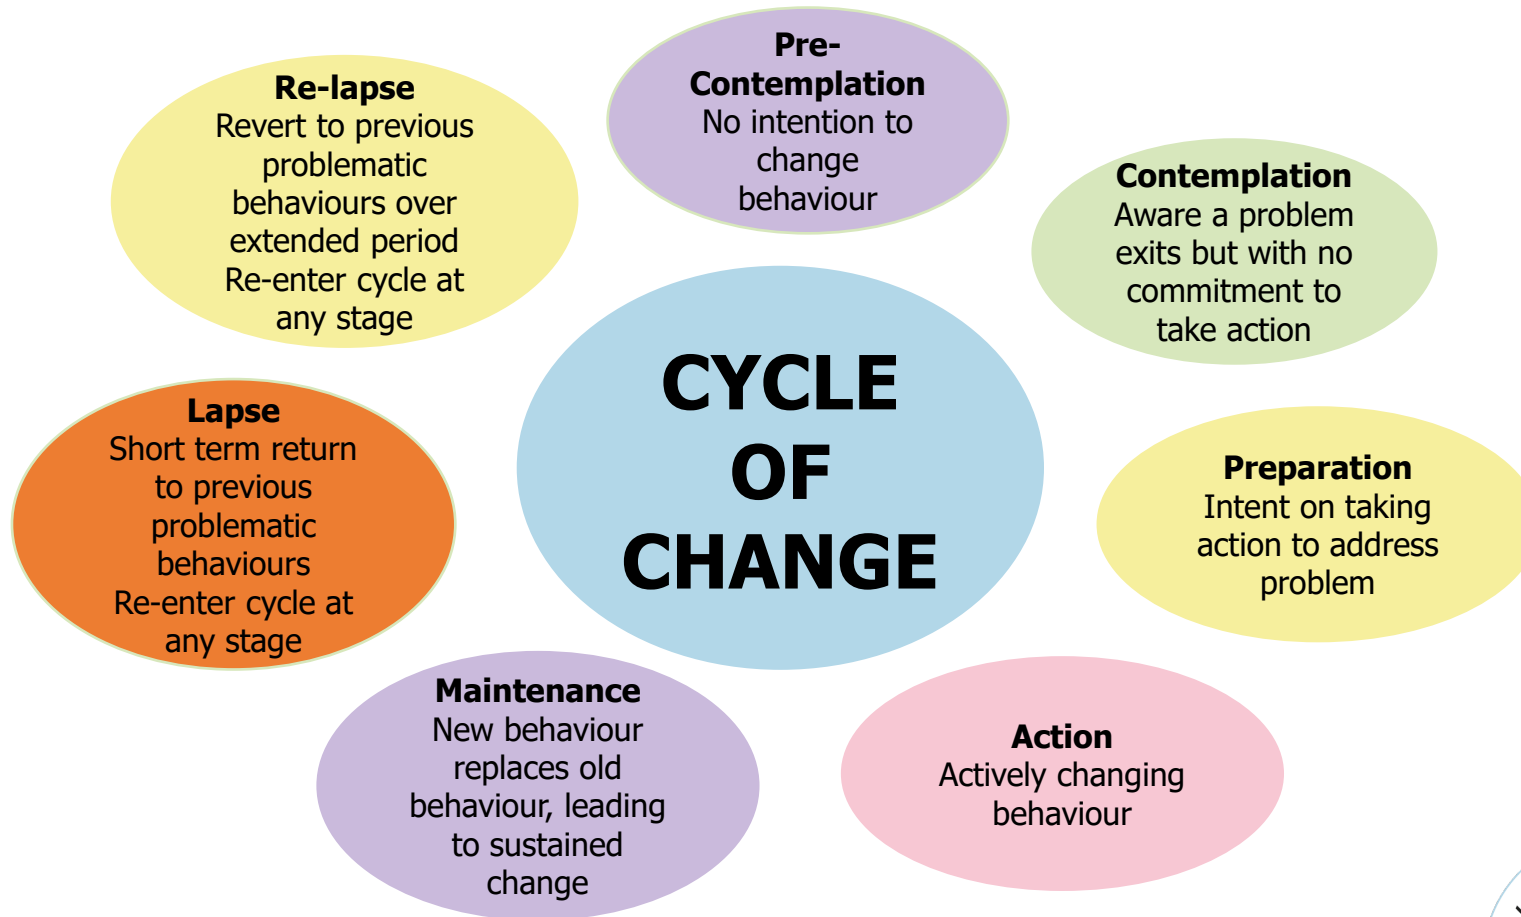 Pre-
Contemplation
No intention to
change
behaviour
Contemplation
Aware a problem
exits but with no
commitment to
take action
Preparation
Intent on taking
action to address
problem
Action
Actively changing
behaviour
Maintenance
New behaviour
replaces old
behaviour, leading
to sustained
change
Lapse
Short term return
to previous
problematic
behaviours
Re-enter cycle at
any stage
Re-lapse
Revert to previous
problematic
behaviours over
extended period
Re-enter cycle at
any stage
CYCLE
OF
CHANGE